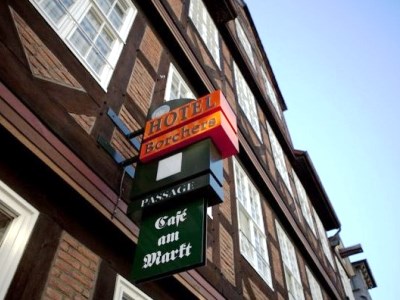 HOTEL
Borchers
PASSAGE
Café
am
Markt